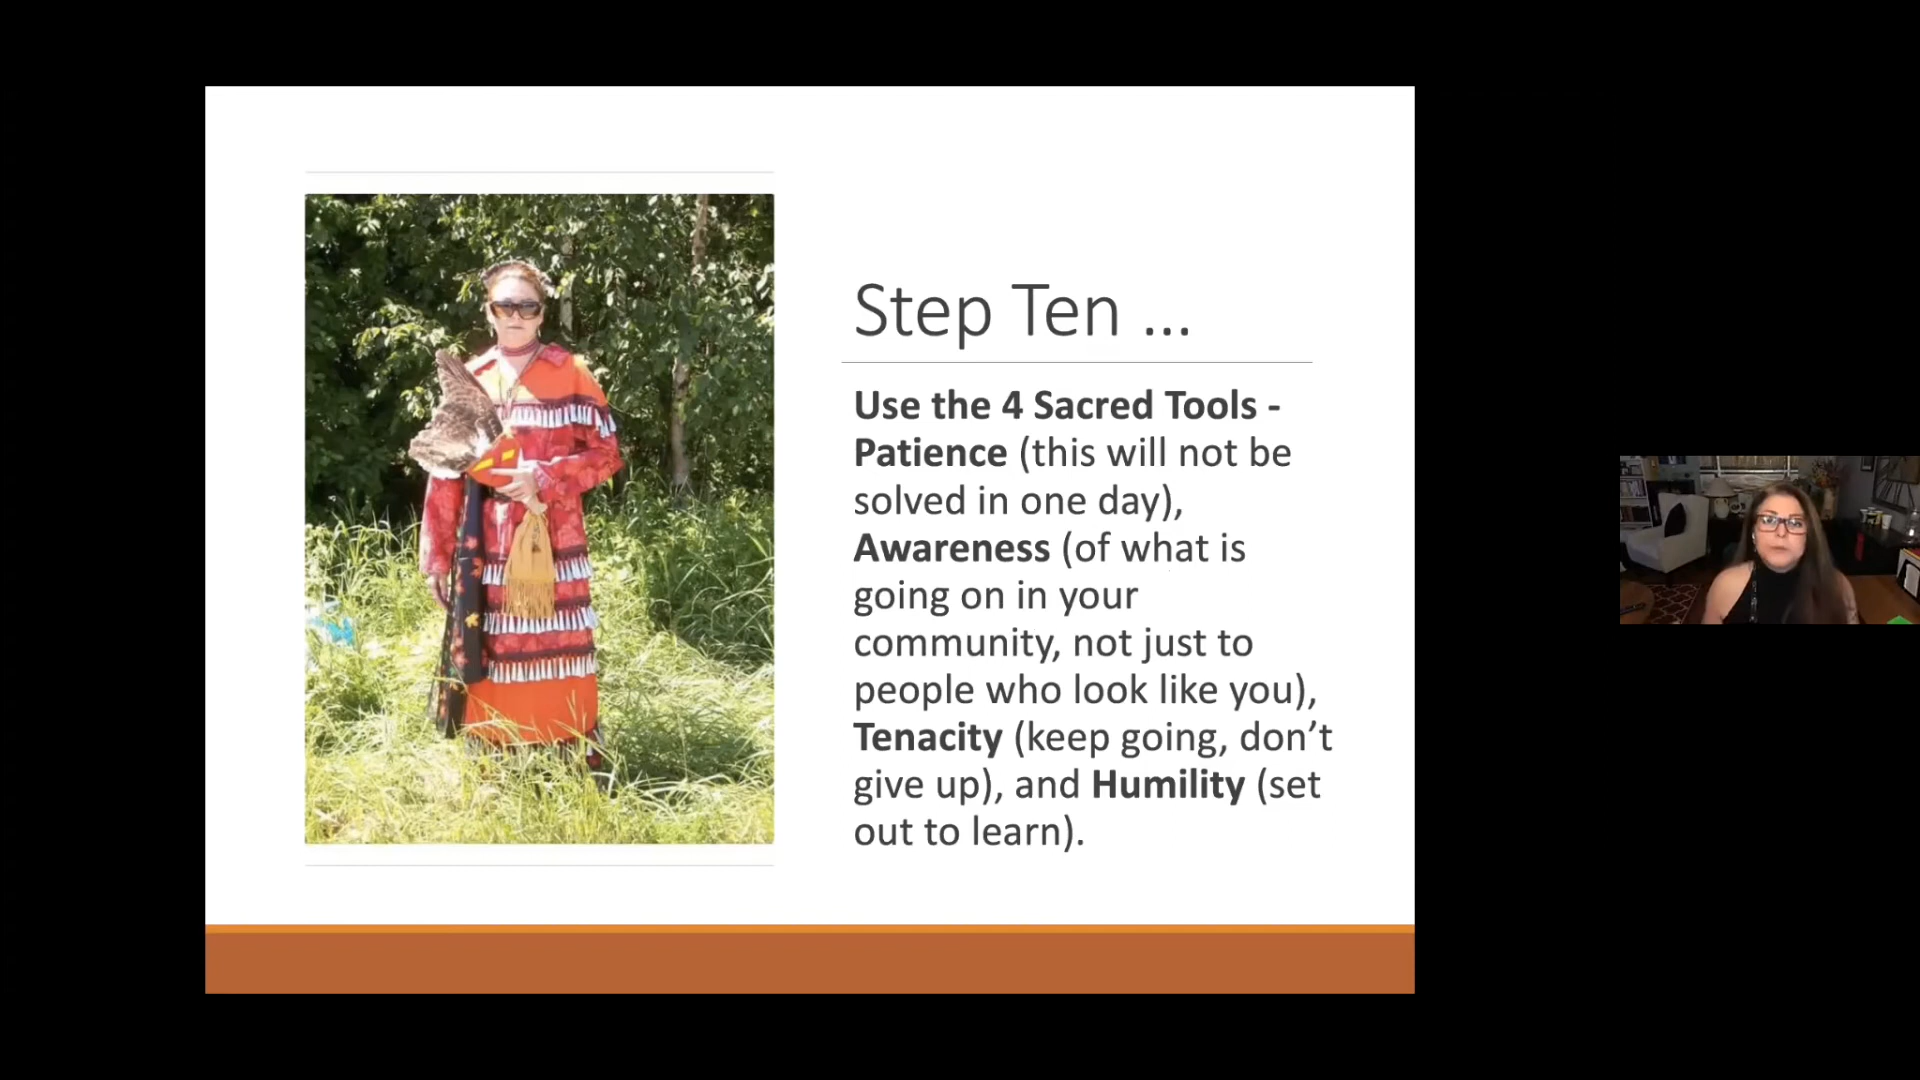 Step Ten ...
Use the 4 Sacred Tools -
Patience (this will not be
solved in one day),
Awareness (of what is
going on in your
community, not just to
people who look like you),
Tenacity (keep going, don’t
give up), and Humility (set
out to learn).